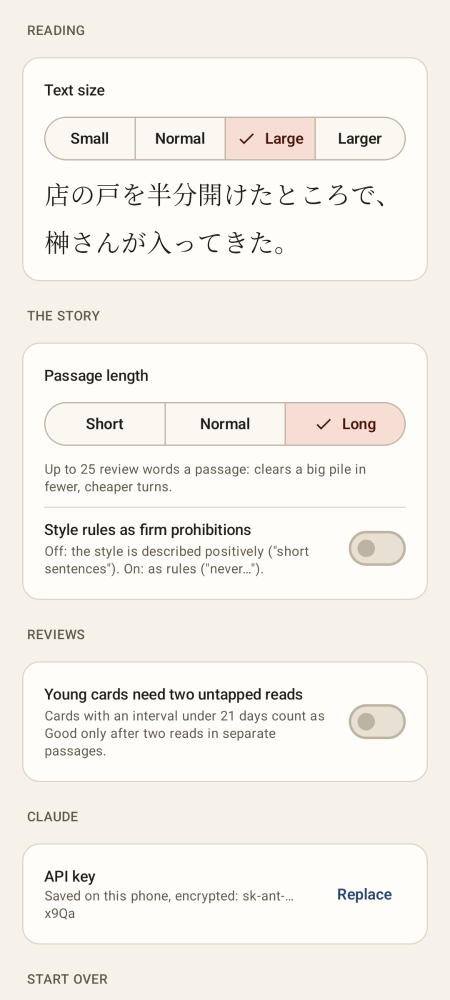 READING
Text size
Small
Normal
Large
Larger
店の戸を半分開けたところで、
榊さんが入ってきた。
THE STORY
Passage length
Short
Normal
Long
Up to 25 review words a passage: clears a big pile in
fewer, cheaper turns.
Style rules as firm prohibitions
Off: the style is described positively ("short
sentences"). On: as rules ("never…").
REVIEWS
Young cards need two untapped reads
Cards with an interval under 21 days count as
Good only after two reads in separate
passages.
CLAUDE
API key
Saved on this phone, encrypted: sk-ant-…
x9Qa
Replace
START OVER